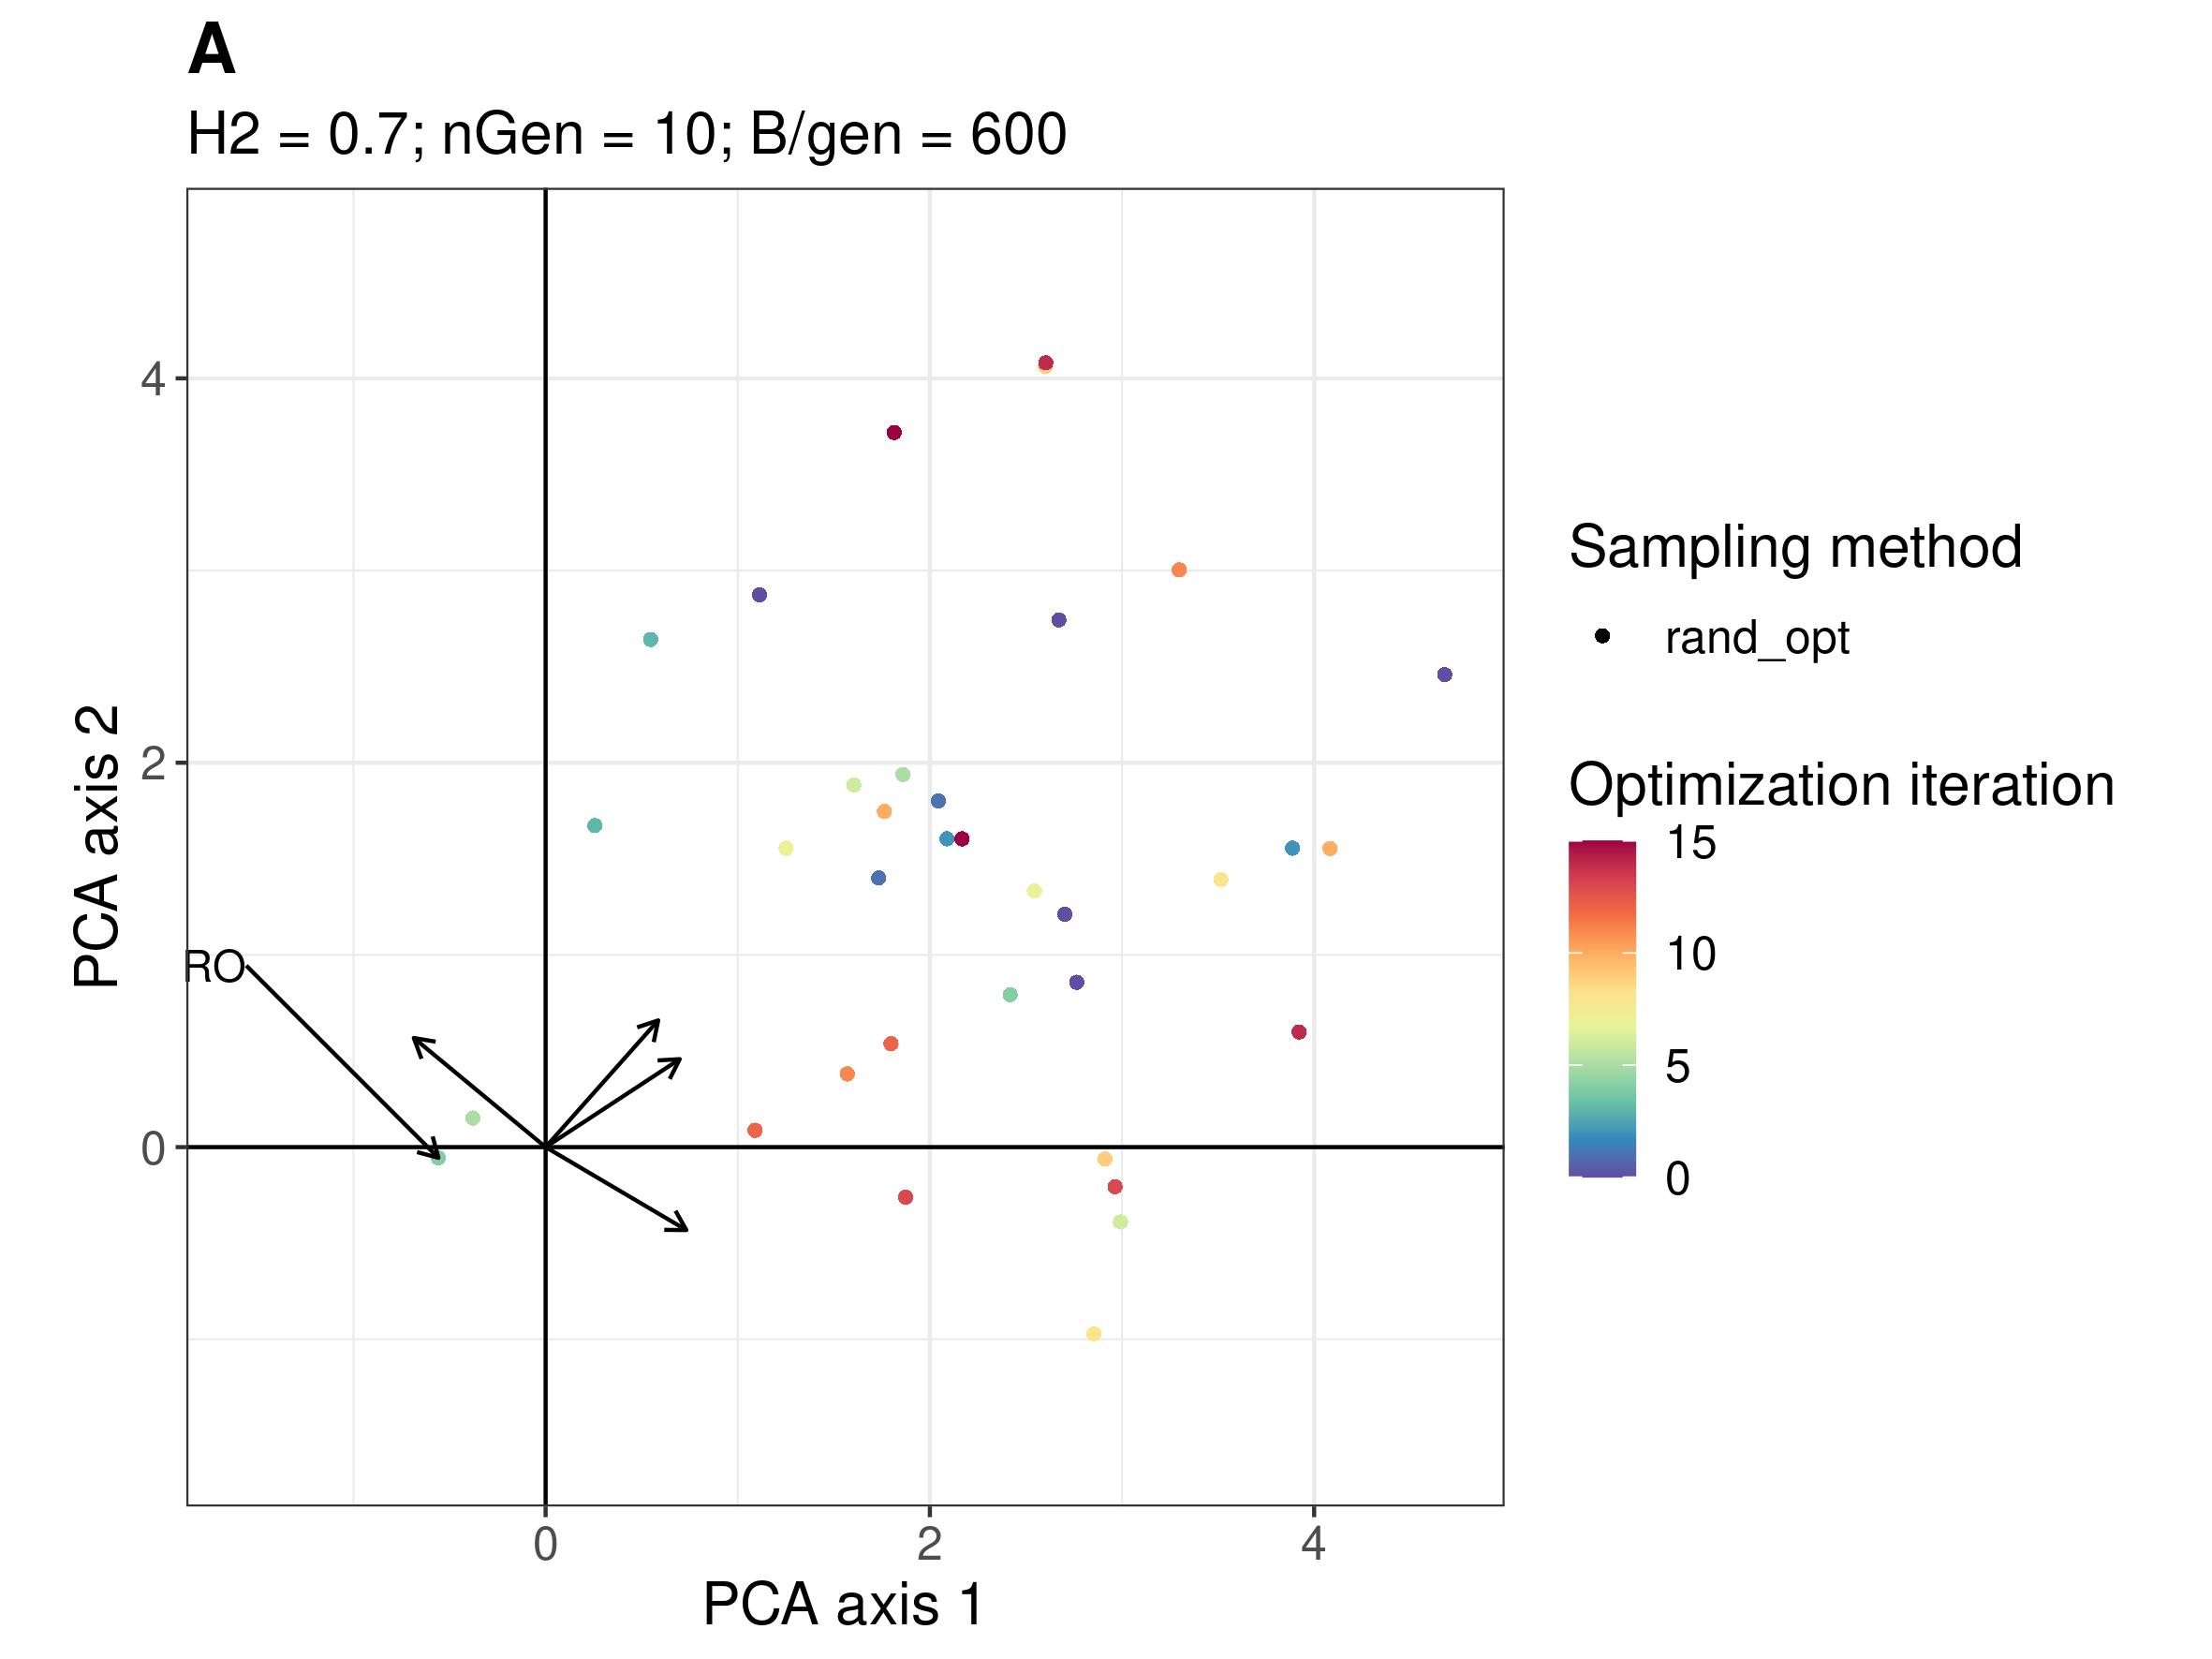 A
H2 = 0.7; nGen = 10; B/gen = 600
4
2
0
PCA axis 2
RO
0
2
4
PCA axis 1
Sampling method
rand_opt
Optimization iteration
15
10
5
0